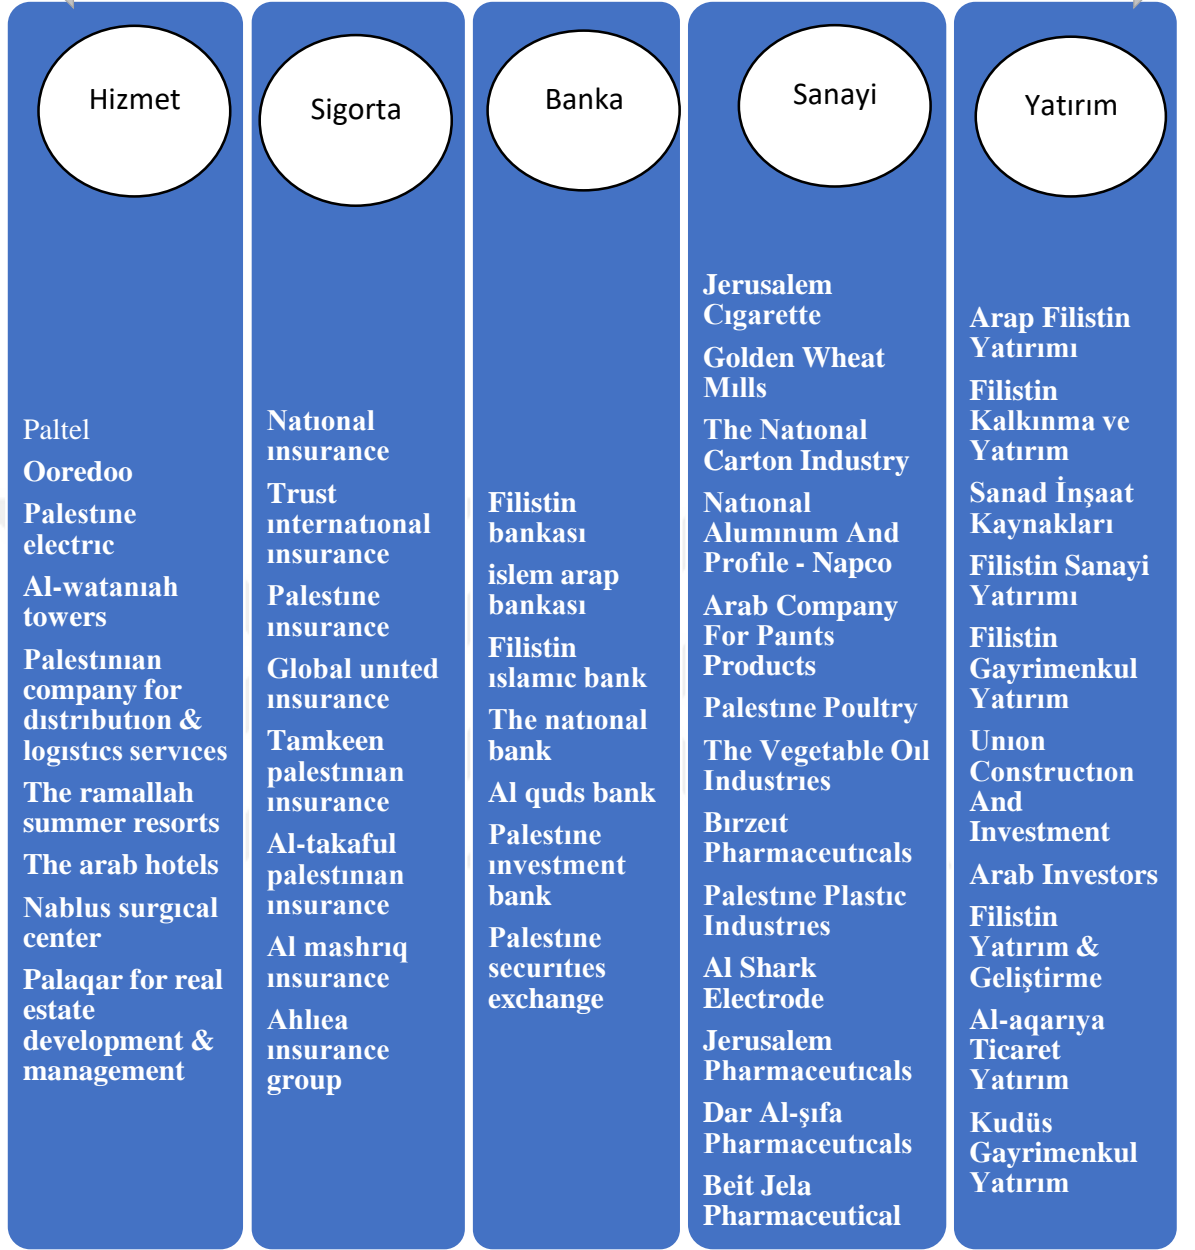 Hizmet
Paltel
Ooredoo
Palestıne
electrıc
Al-watanıah
towers
Palestınıan
company for
dıstrıbutıon &
logıstıcs servıces
The ramallah
summer resorts
The arab hotels
Nablus surgıcal
center
Palaqar for real
estate
development &
management
Sigorta
Natıonal
ınsurance
Trust
ınternatıonal
ınsurance
Palestıne
ınsurance
Global unıted
ınsurance
Tamkeen
palestınıan
ınsurance
Al-takaful
palestınıan
ınsurance
Al mashrıq
ınsurance
Ahlıea
ınsurance
group
Banka
Filistin
bankası
islem arap
bankası
Filistin
ıslamıc bank
The natıonal
bank
Al quds bank
Palestıne
ınvestment
bank
Palestıne
securıtıes
exchange
Sanayi
Jerusalem
Cıgarette
Golden Wheat
Mılls
The Natıonal
Carton Industry
Natıonal
Alumınum And
Profıle - Napco
Arab Company
For Paınts
Products
Palestıne Poultry
The Vegetable Oıl
Industrıes
Bırzeıt
Pharmaceutıcals
Palestıne Plastıc
Industrıes
Al Shark
Electrode
Jerusalem
Pharmaceutıcals
Dar Al-şıfa
Pharmaceutıcals
Beit Jela
Pharmaceutical
Yatırım
Arap Filistin
Yatırımı
Filistin
Kalkınma ve
Yatırım
Sanad İnşaat
Kaynakları
Filistin Sanayi
Yatırımı
Filistin
Gayrimenkul
Yatırım
Unıon
Constructıon
And
Investment
Arab Investors
Filistin
Yatırım &
Geliştirme
Al-aqarıya
Ticaret
Yatırım
Kudüs
Gayrimenkul
Yatırım